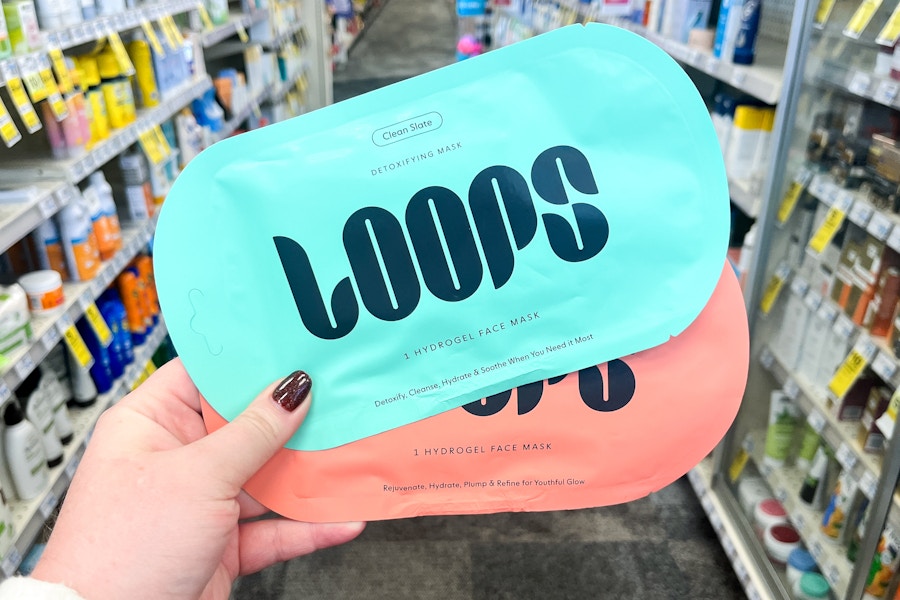 Clean Slate
DETOXIFYING MASK
LOOPS
1 HYDROGEL FACE MASK
Detoxify, Cleanse, Hydrate & Soothe When You Need it Most
OPS
1 HYDROGEL FACE MASK
Rejuvenate, Hydrate, Plump & Refine for Youthful Glow